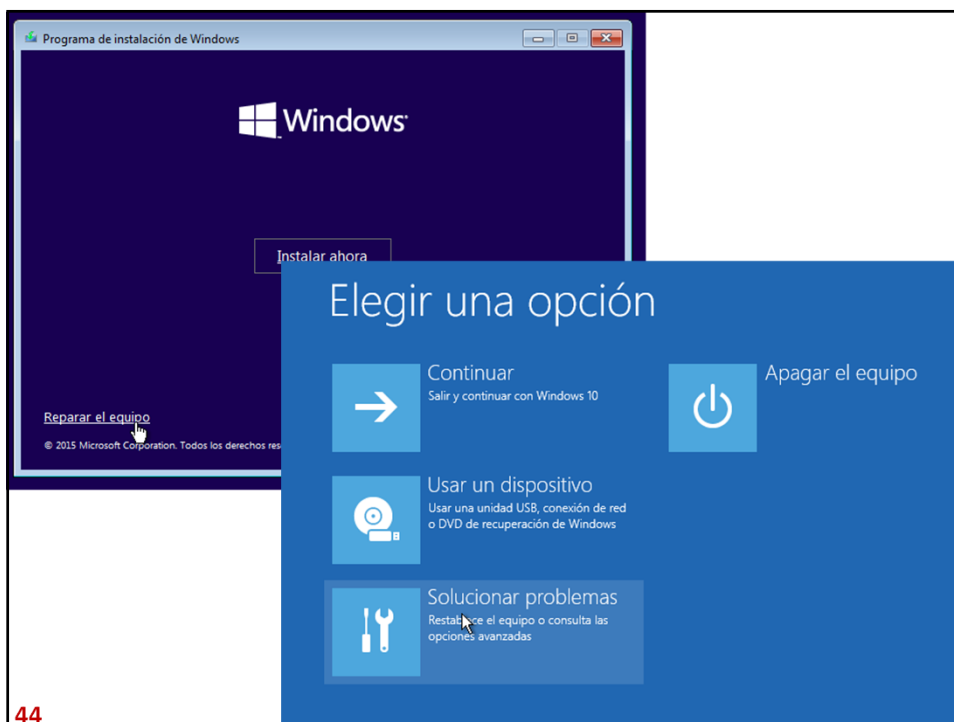 Programa de instalación de Windows
Windows
Instalar ahora
Reparar el equipo
© 2015 Microsoft Corporation. Todos los derechos res
Elegir una opción
Continuar
Salir y continuar con Windows 10
Apagar el equipo
Usar un dispositivo
Usar una unidad USB, conexión de red
o DVD de recuperación de Windows
Solucionar problemas
Restablece el equipo o consulta las
opciones avanzadas
44